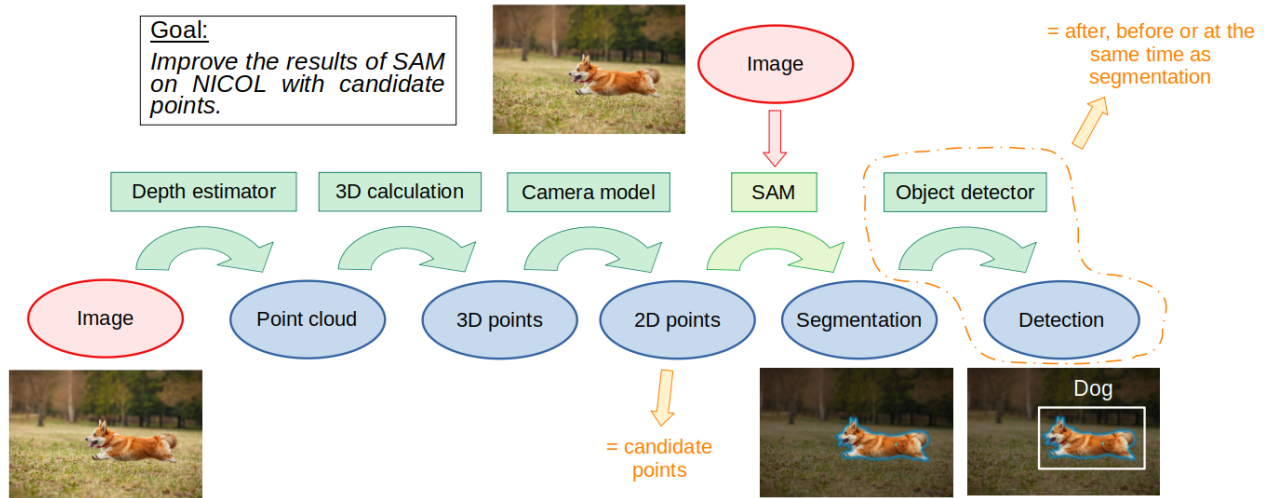 Goal:
Improve the results of SAM
on NICOL with candidate
points.
Image
= after, before or at the
same time as
segmentation
Depth estimator
3D calculation
Camera model
SAM
Object detector
Image
Point cloud
3D points
2D points
Segmentation
Detection
= candidate
points
Dog